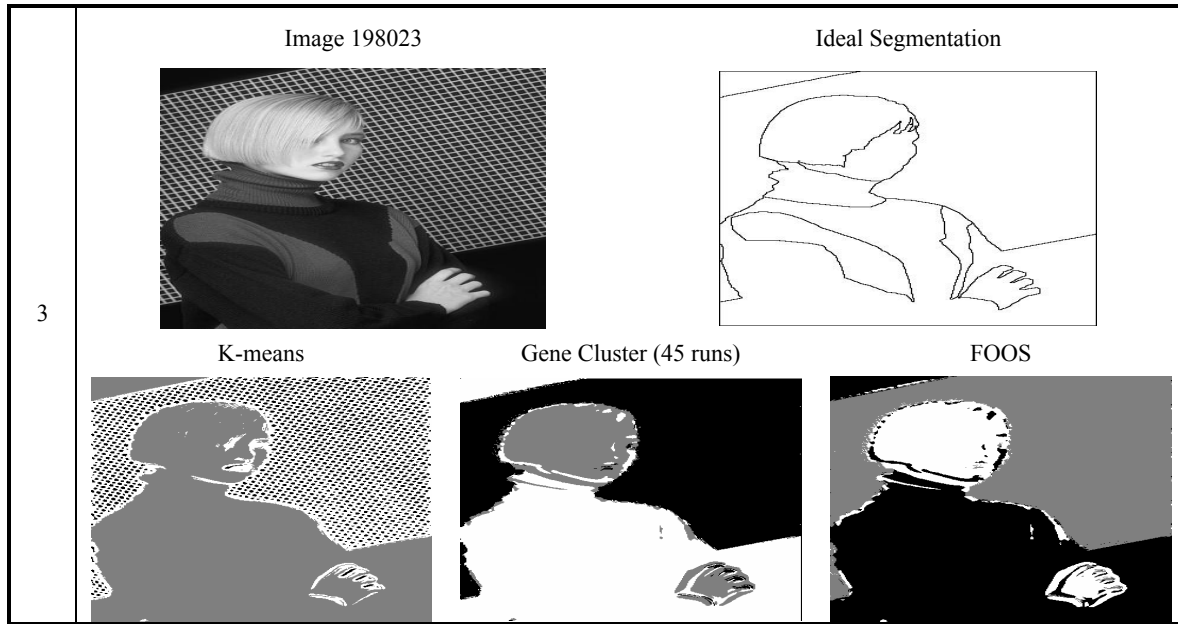 3
Image 198023
Ideal Segmentation
K-means
Gene Cluster (45 runs)
FOOS